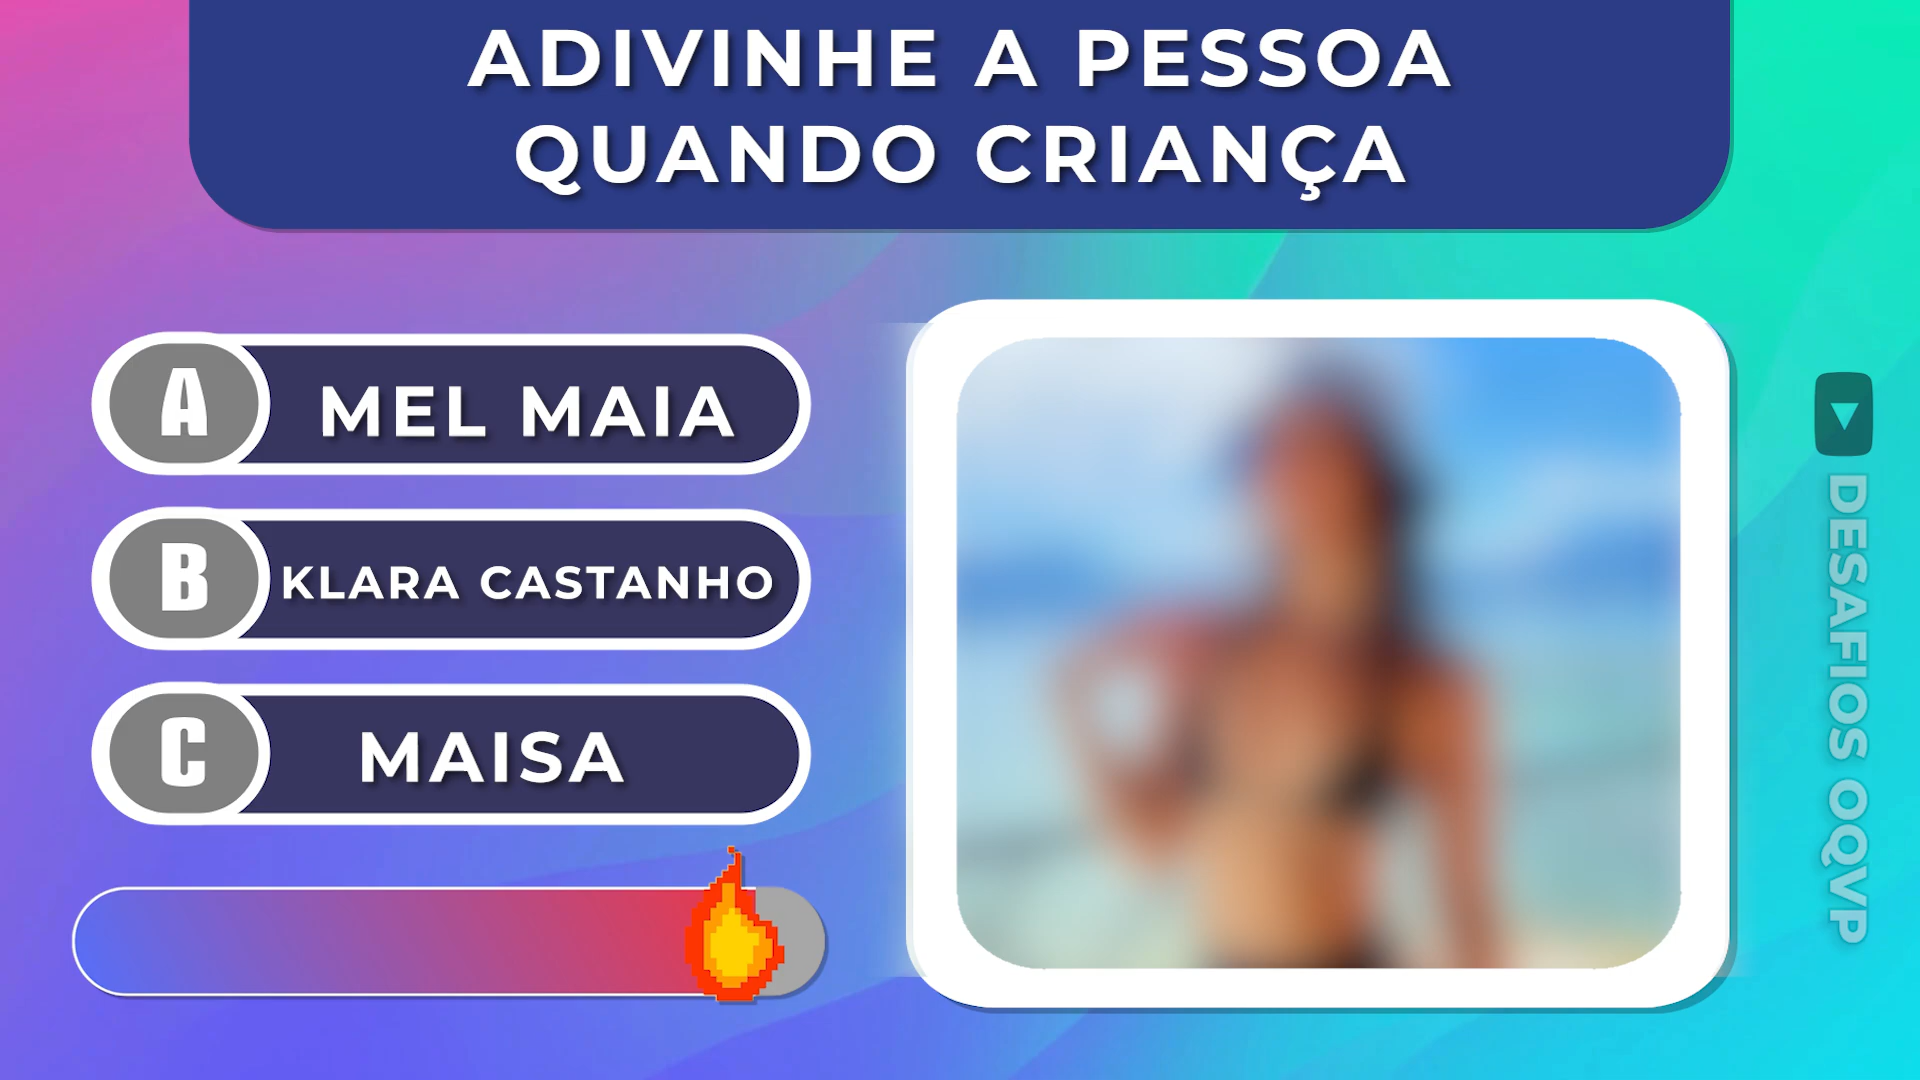 ADIVINHE A PESSOA
QUANDO CRIANÇA
A MEL MAIA
B KLARA CASTANHO
C MAISA
DESAFIOS OQVP